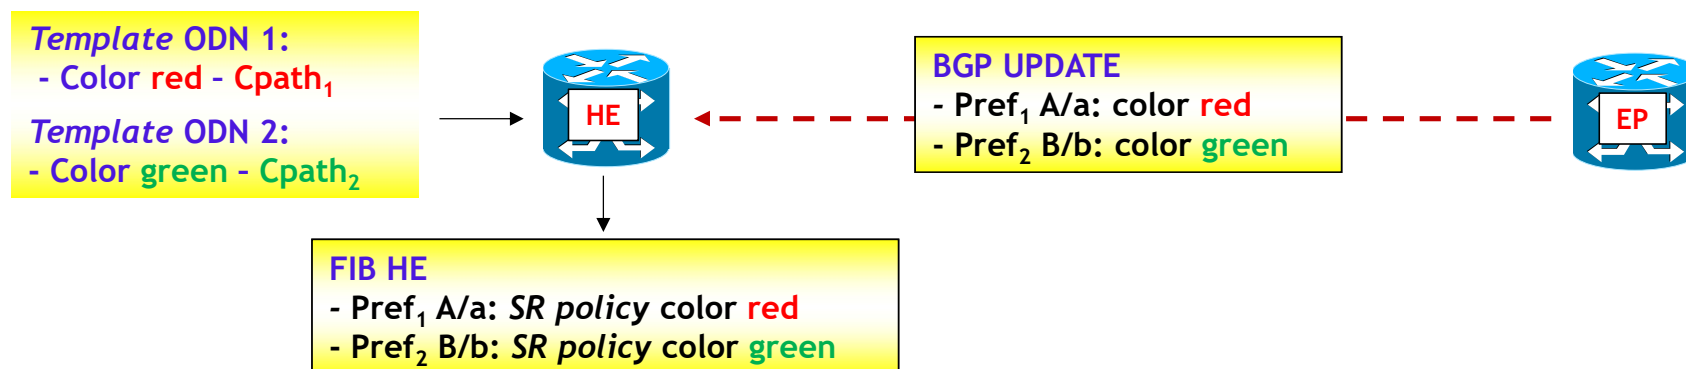 Template ODN 1:
- Color red – Cpath1
Template ODN 2:
- Color green – Cpath2
HE
BGP UPDATE
- Pref1 A/a: color red
- Pref2 B/b: color green
EP
FIB HE
- Pref1 A/a: SR policy color red
- Pref2 B/b: SR policy color green